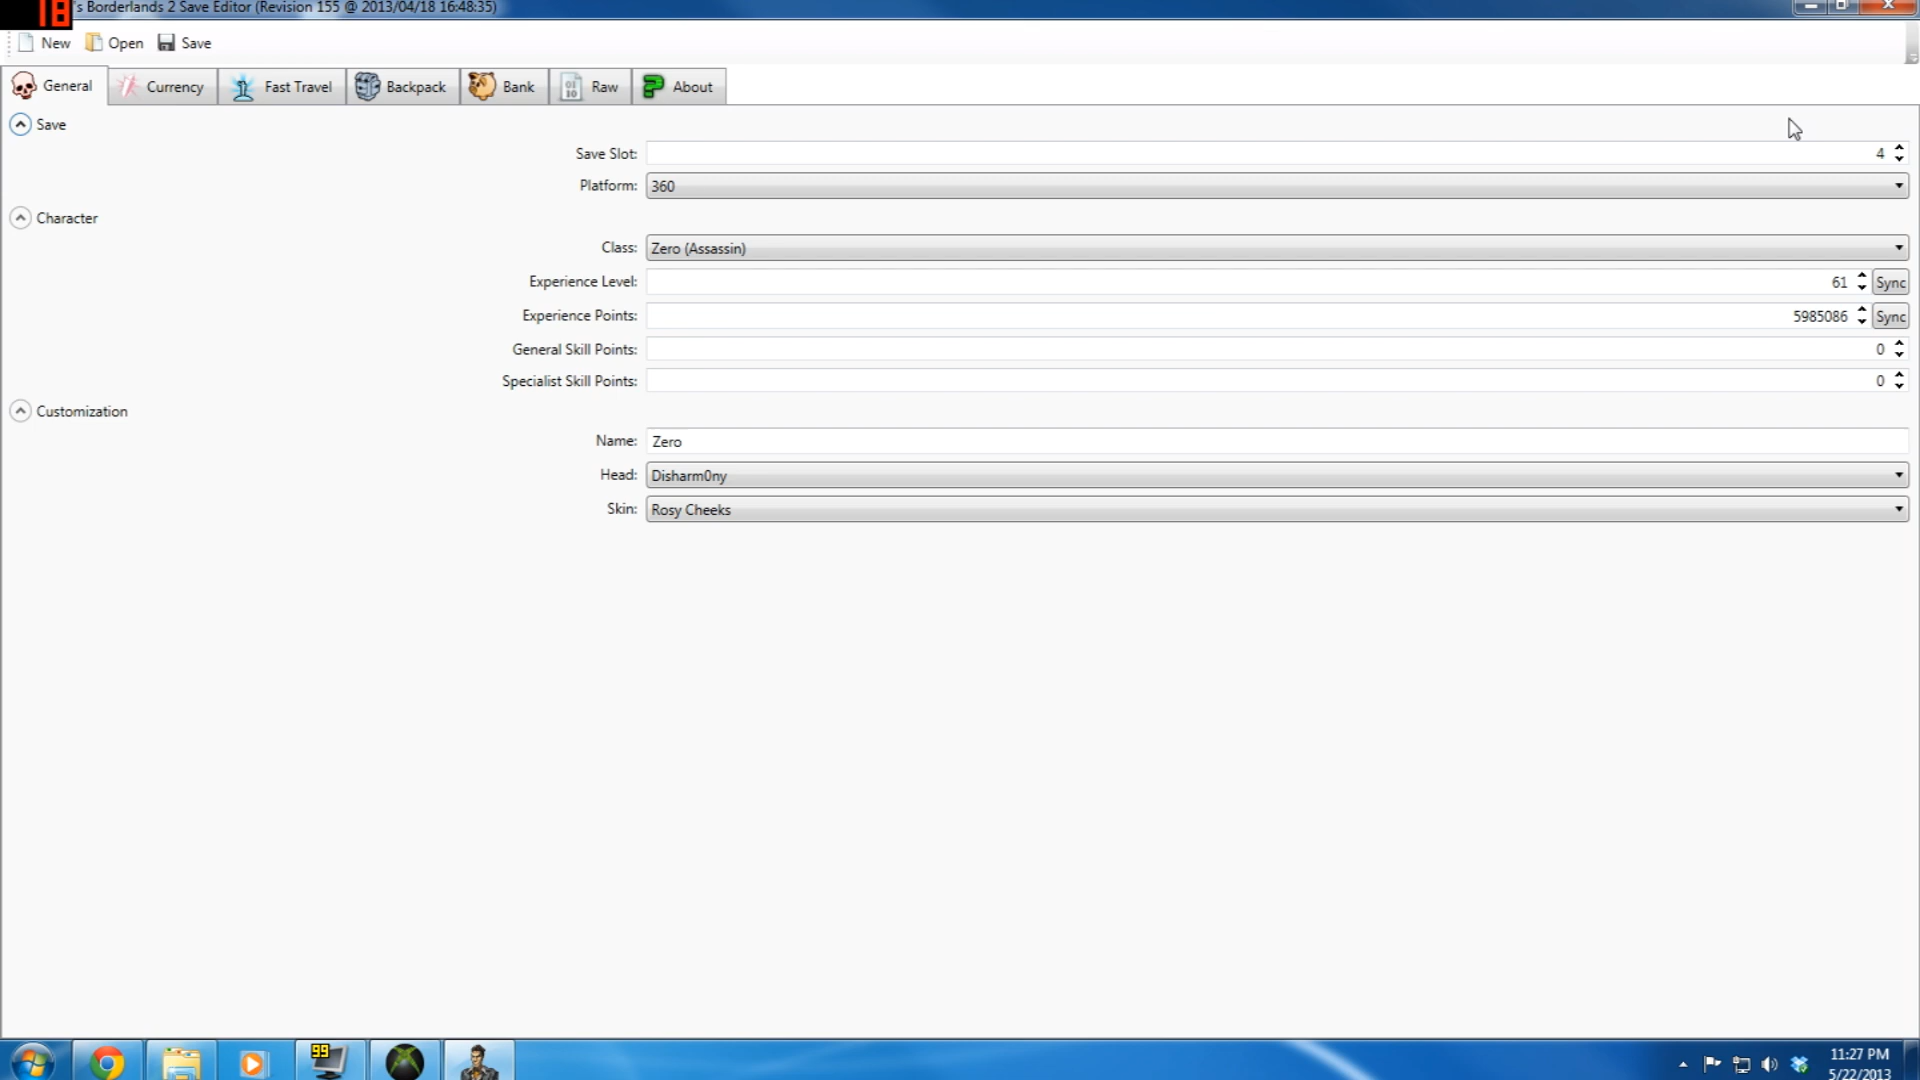 18
's Borderlands 2 Save Editor (Revision 155 @ 2013/04/18 16:48:35)
New Open Save
General Currency Fast Travel Backpack Bank Raw About
Save
Save Slot: 4
Platform: 360
Character
Class: Zero (Assassin)
Experience Level: 61 Sync
Experience Points: 5985086 Sync
General Skill Points: 0
Specialist Skill Points: 0
Customization
Name: Zero
Head: Disharm0ny
Skin: Rosy Cheeks
99
11:27 PM
5/22/2013